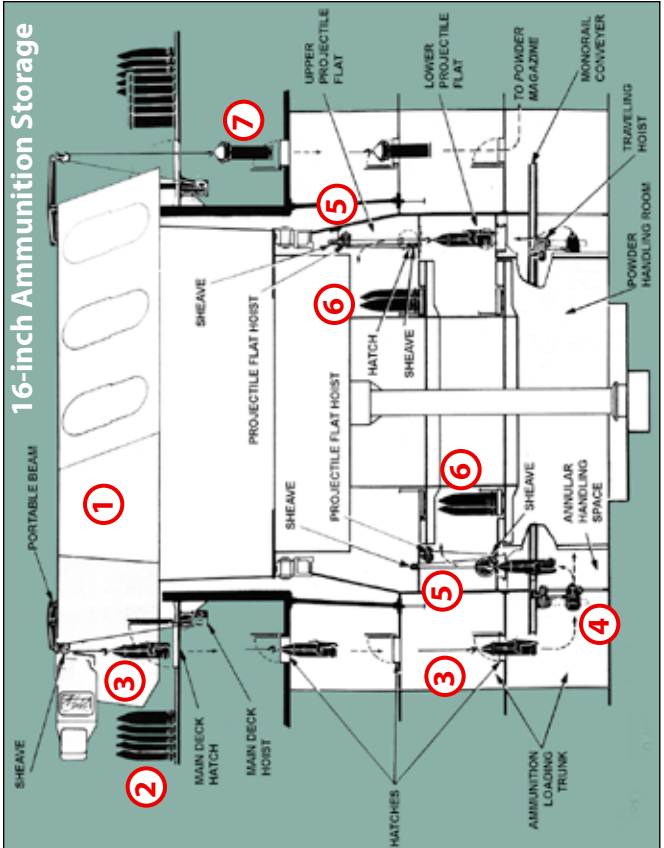 16-inch Ammunition Storage
SHEAVE
PORTABLE BEAM
1
2
3
MAIN DECK
HATCH
MAIN DECK
HOIST
HATCHES
3
AMMUNITION
LOADING
TRUNK
4
5
SHEAVE
PROJECTILE FLAT HOIST
6
SHEAVE
ANNULAR
HANDLING
SPACE
SHEAVE
PROJECTILE FLAT HOIST
6
HATCH
SHEAVE
5
7
UPPER
PROJECTILE
FLAT
LOWER
PROJECTILE
FLAT
TO POWDER
MAGAZINE
MONORAIL
CONVEYER
TRAVELING
HOIST
POWDER
HANDLING ROOM